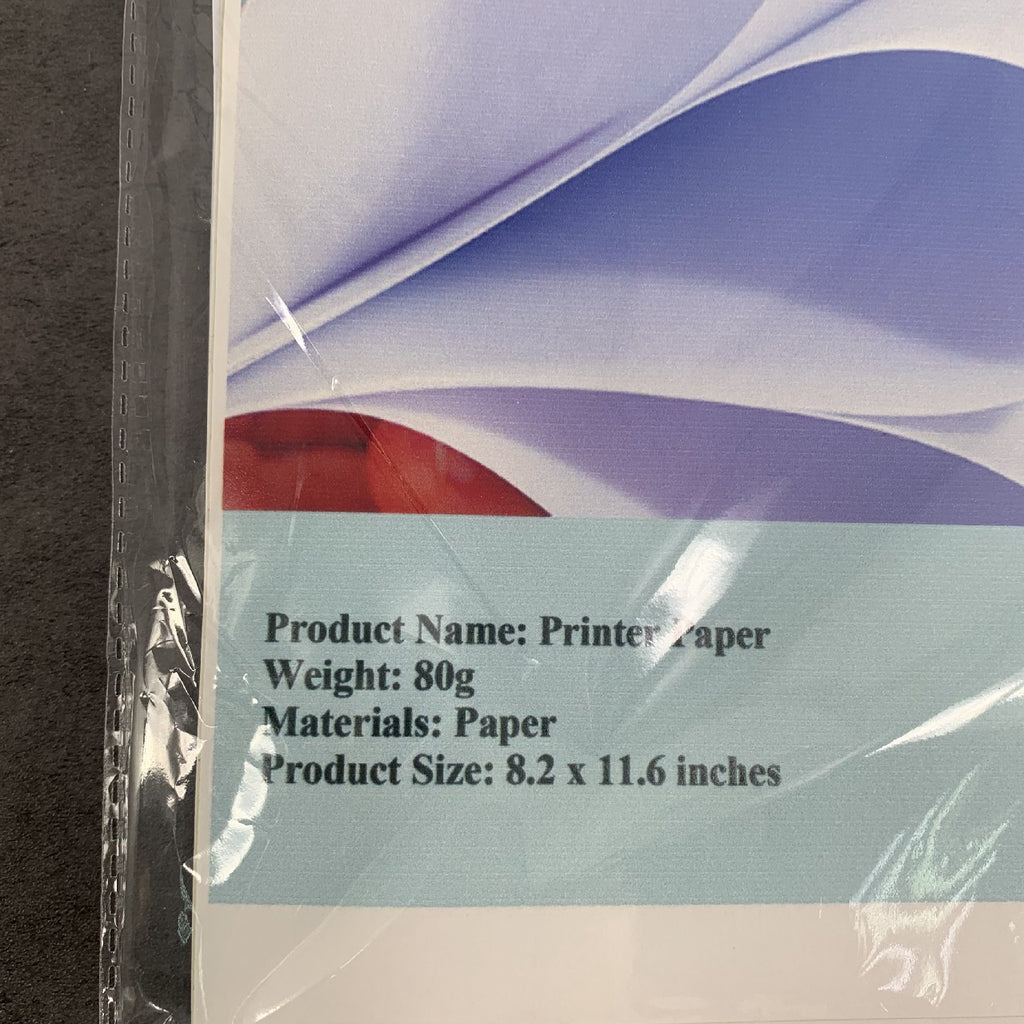 Product Name: Printer Paper
Weight: 80g
Materials: Paper
Product Size: 8.2 x 11.6 inches